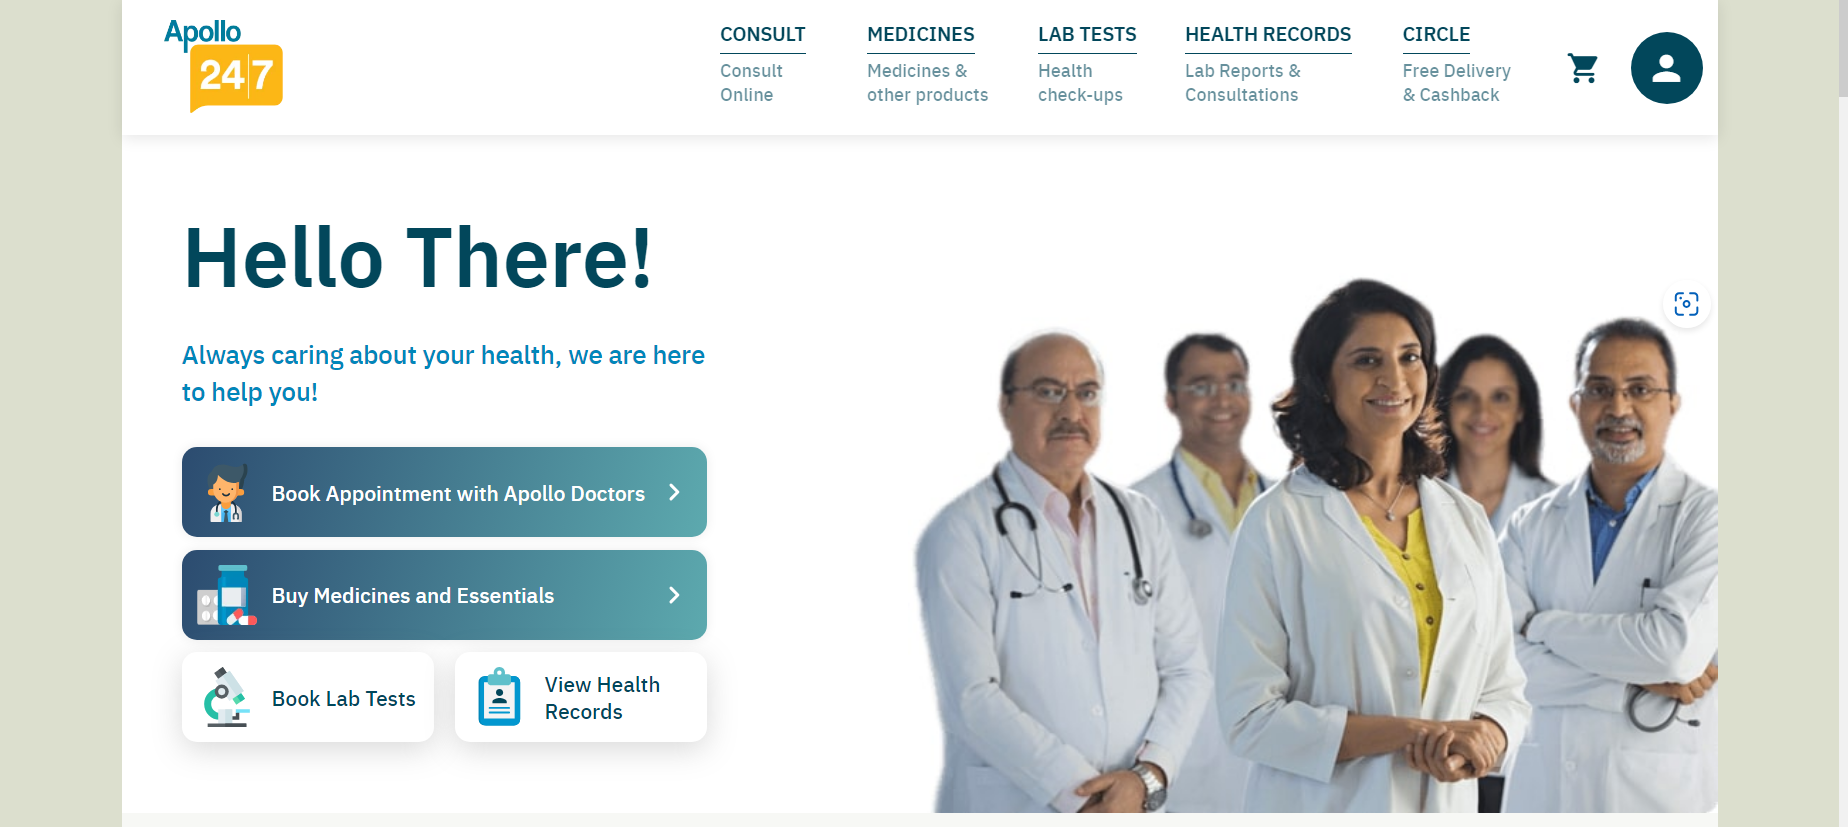 Apollo
24|7
CONSULT
Consult
Online
MEDICINES
Medicines &
other products
LAB TESTS
Health
check-ups
HEALTH RECORDS
Lab Reports &
Consultations
CIRCLE
Free Delivery
& Cashback
Hello There!
Always caring about your health, we are here
to help you!
Book Appointment with Apollo Doctors
Buy Medicines and Essentials
Book Lab Tests
View Health
Records